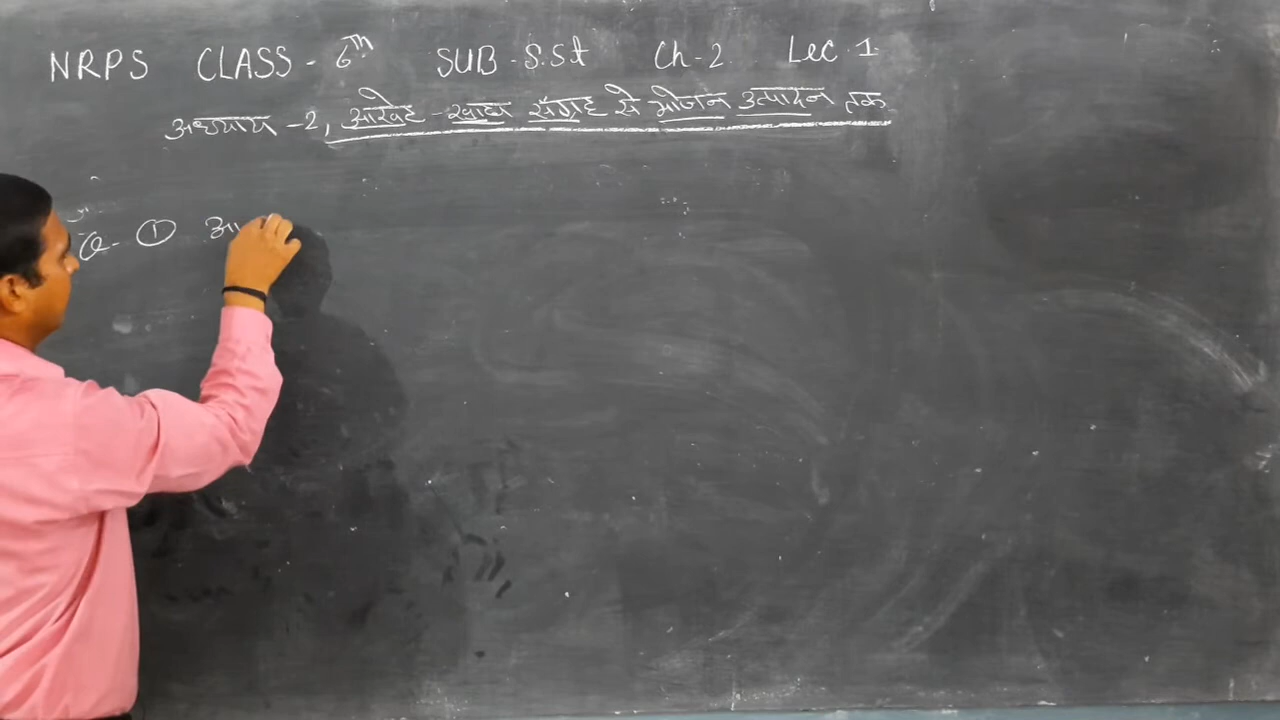 NRPS CLASS - 6th SUB - S.St Ch-2 Lec 1
अध्याय -2, आखेट -खाद्य संग्रह से भोजन उत्पादन तक
Q- ① आ